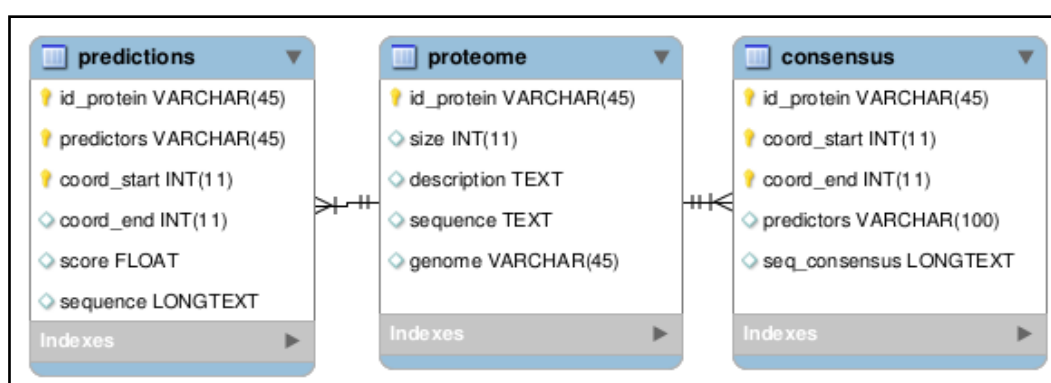 predictions
id_protein VARCHAR(45)
predictors VARCHAR(45)
coord_start INT(11)
coord_end INT(11)
score FLOAT
sequence LONGTEXT
Indexes
proteome
id_protein VARCHAR(45)
size INT(11)
description TEXT
sequence TEXT
genome VARCHAR(45)
Indexes
consensus
id_protein VARCHAR(45)
coord_start INT(11)
coord_end INT(11)
predictors VARCHAR(100)
seq_consensus LONGTEXT
Indexes